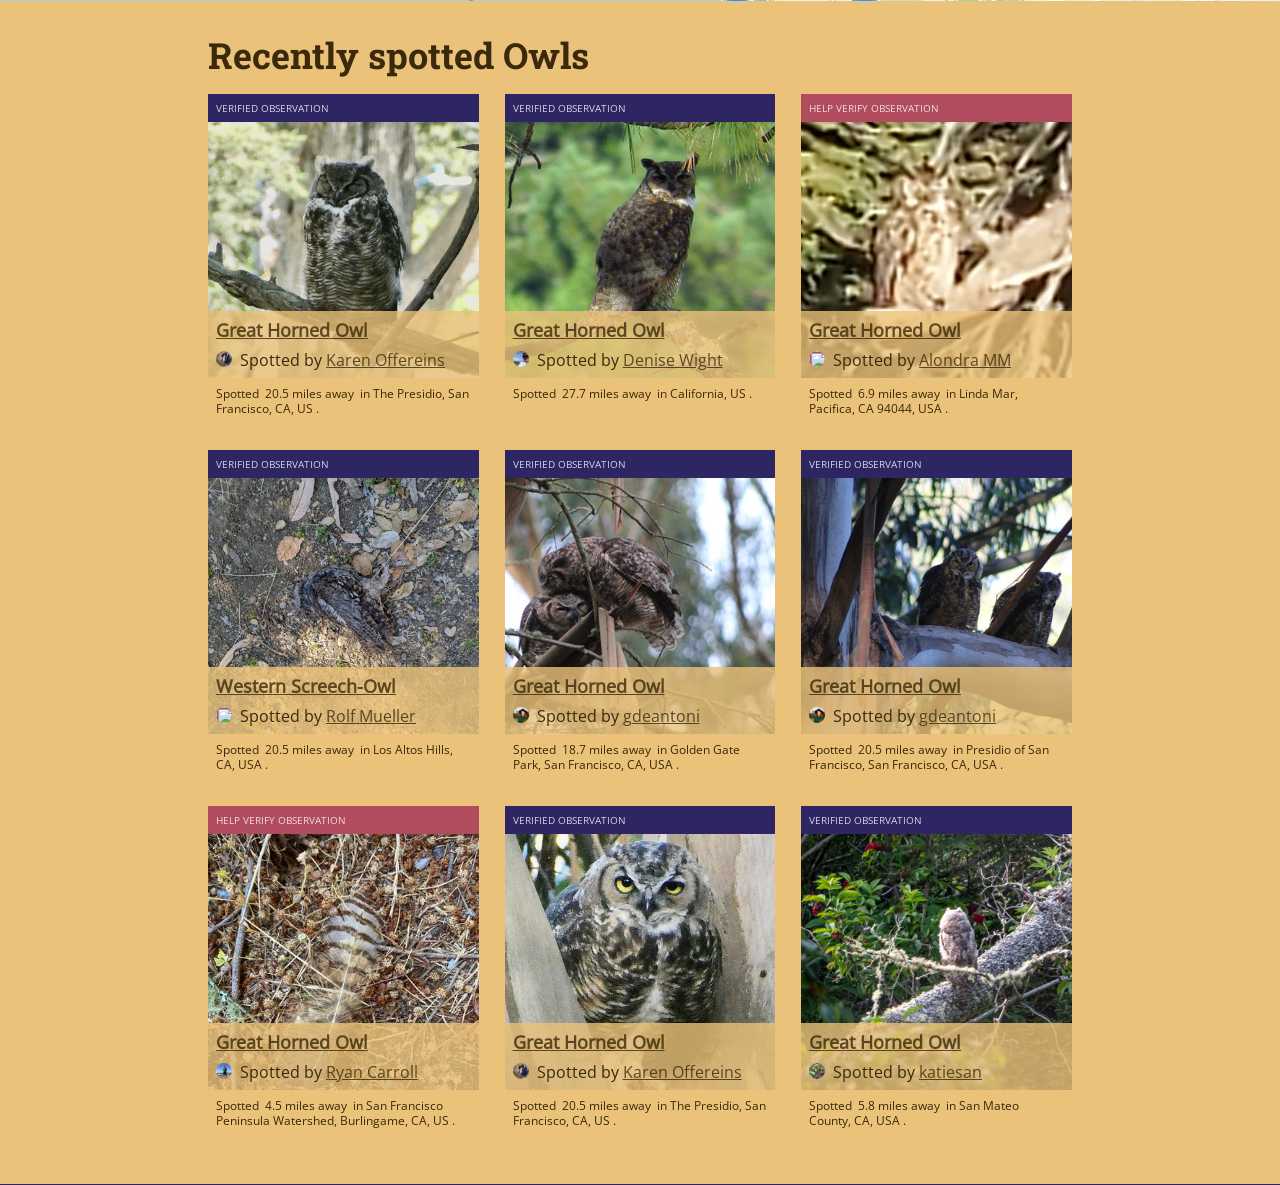 Recently spotted Owls
VERIFIED OBSERVATION
Great Horned Owl
Spotted by Karen Offereins
Spotted 20.5 miles away in The Presidio, San
Francisco, CA, US .
VERIFIED OBSERVATION
Great Horned Owl
Spotted by Denise Wight
Spotted 27.7 miles away in California, US .
HELP VERIFY OBSERVATION
Great Horned Owl
Spotted by Alondra MM
Spotted 6.9 miles away in Linda Mar,
Pacifica, CA 94044, USA .
VERIFIED OBSERVATION
Western Screech-Owl
Spotted by Rolf Mueller
Spotted 20.5 miles away in Los Altos Hills,
CA, USA .
VERIFIED OBSERVATION
Great Horned Owl
Spotted by gdeantoni
Spotted 18.7 miles away in Golden Gate
Park, San Francisco, CA, USA .
VERIFIED OBSERVATION
Great Horned Owl
Spotted by gdeantoni
Spotted 20.5 miles away in Presidio of San
Francisco, San Francisco, CA, USA .
HELP VERIFY OBSERVATION
Great Horned Owl
Spotted by Ryan Carroll
Spotted 4.5 miles away in San Francisco
Peninsula Watershed, Burlingame, CA, US .
VERIFIED OBSERVATION
Great Horned Owl
Spotted by Karen Offereins
Spotted 20.5 miles away in The Presidio, San
Francisco, CA, US .
VERIFIED OBSERVATION
Great Horned Owl
Spotted by katiesan
Spotted 5.8 miles away in San Mateo
County, CA, USA .